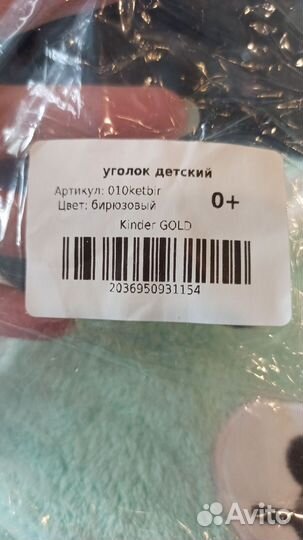 уголок детский
Артикул: 010ketbir
Цвет: бирюзовый
0+
Kinder GOLD
2036950931154
Avito